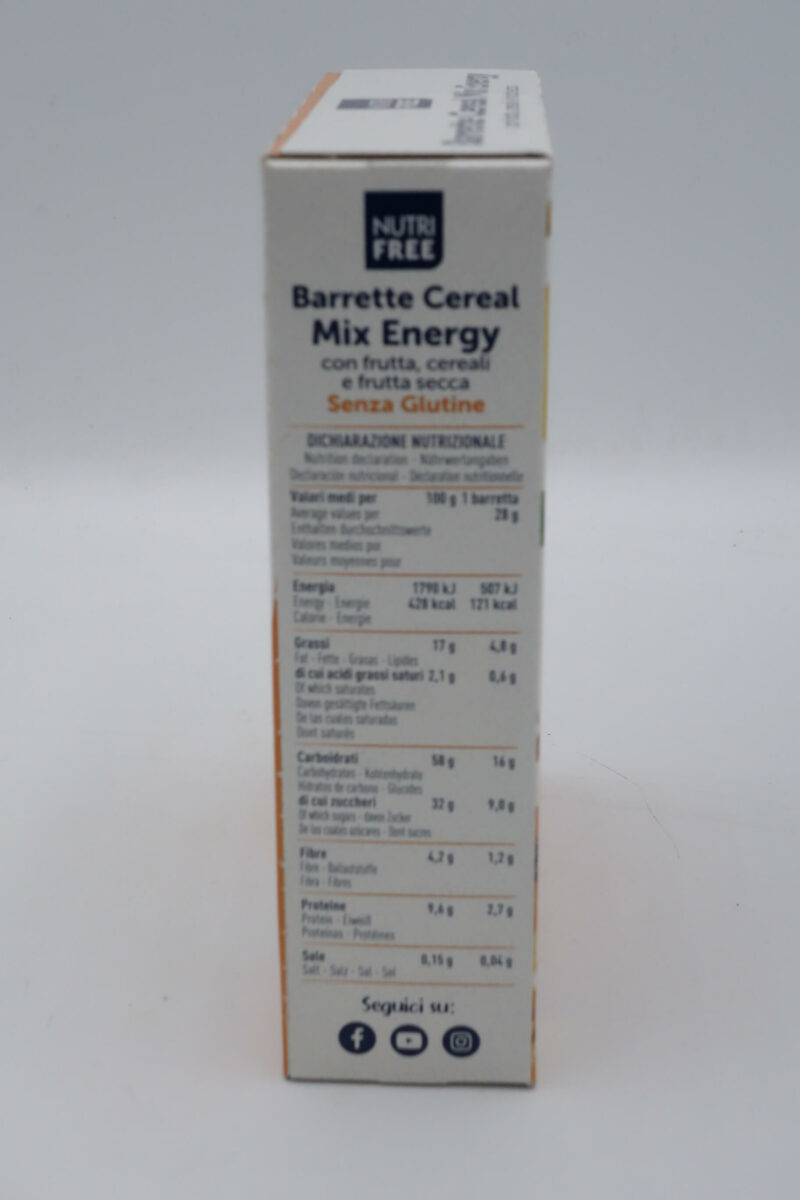 NUTRI
FREE
Barrette Cereal
Mix Energy
con frutta, cereali
e frutta secca
Senza Glutine
DICHIARAZIONE NUTRIZIONALE
Nutrition declaration - Nährwertangaben
Declaración nutricional - Déclaration nutritionnelle
Valori medi per 100 g 1 barretta
Average values per 28 g
Enthalten durchschnittswerte
Valores medios por
Valeurs moyennes pour
Energia 1790 kJ 507 kJ
Energy - Energie 428 kcal 121 kcal
Calorie - Energie
Grassi 17 g 4,8 g
Fat - Fette - Grasas - Lipides
di cui acidi grassi saturi 2,1 g 0,6 g
Of which saturates
Davon gesättigte Fettsäuren
De las cuales saturadas
Dont saturés
Carboidrati 58 g 16 g
Carbohydrates - Kohlenhydrate
Hidratos de carbono - Glucides
di cui zuccheri 32 g 9,0 g
Of which sugars - davon Zucker
De los cuales azúcares - Dont sucres
Fibre 4,2 g 1,2 g
Fibre - Ballaststoffe
Fibra - Fibres
Proteine 9,6 g 2,7 g
Protein - Eiweiß
Proteínas - Protéines
Sale 0,15 g 0,04 g
Salt - Salz - Sal - Sel
Seguici su: